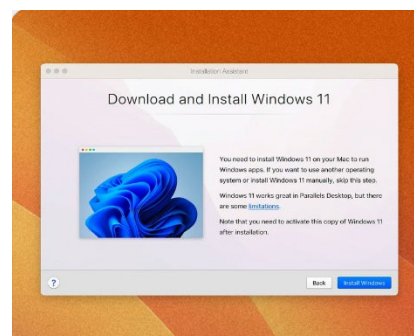 Installation Assistant
Download and Install Windows 11
You need to install Windows 11 on your Mac to run
Windows apps. If you want to use another operating
system or install Windows 11 manually, skip this step.
Windows 11 works great in Parallels Desktop, but there
are some limitations.
Note that you need to activate this copy of Windows 11
after installation.
?
Back
Install Windows